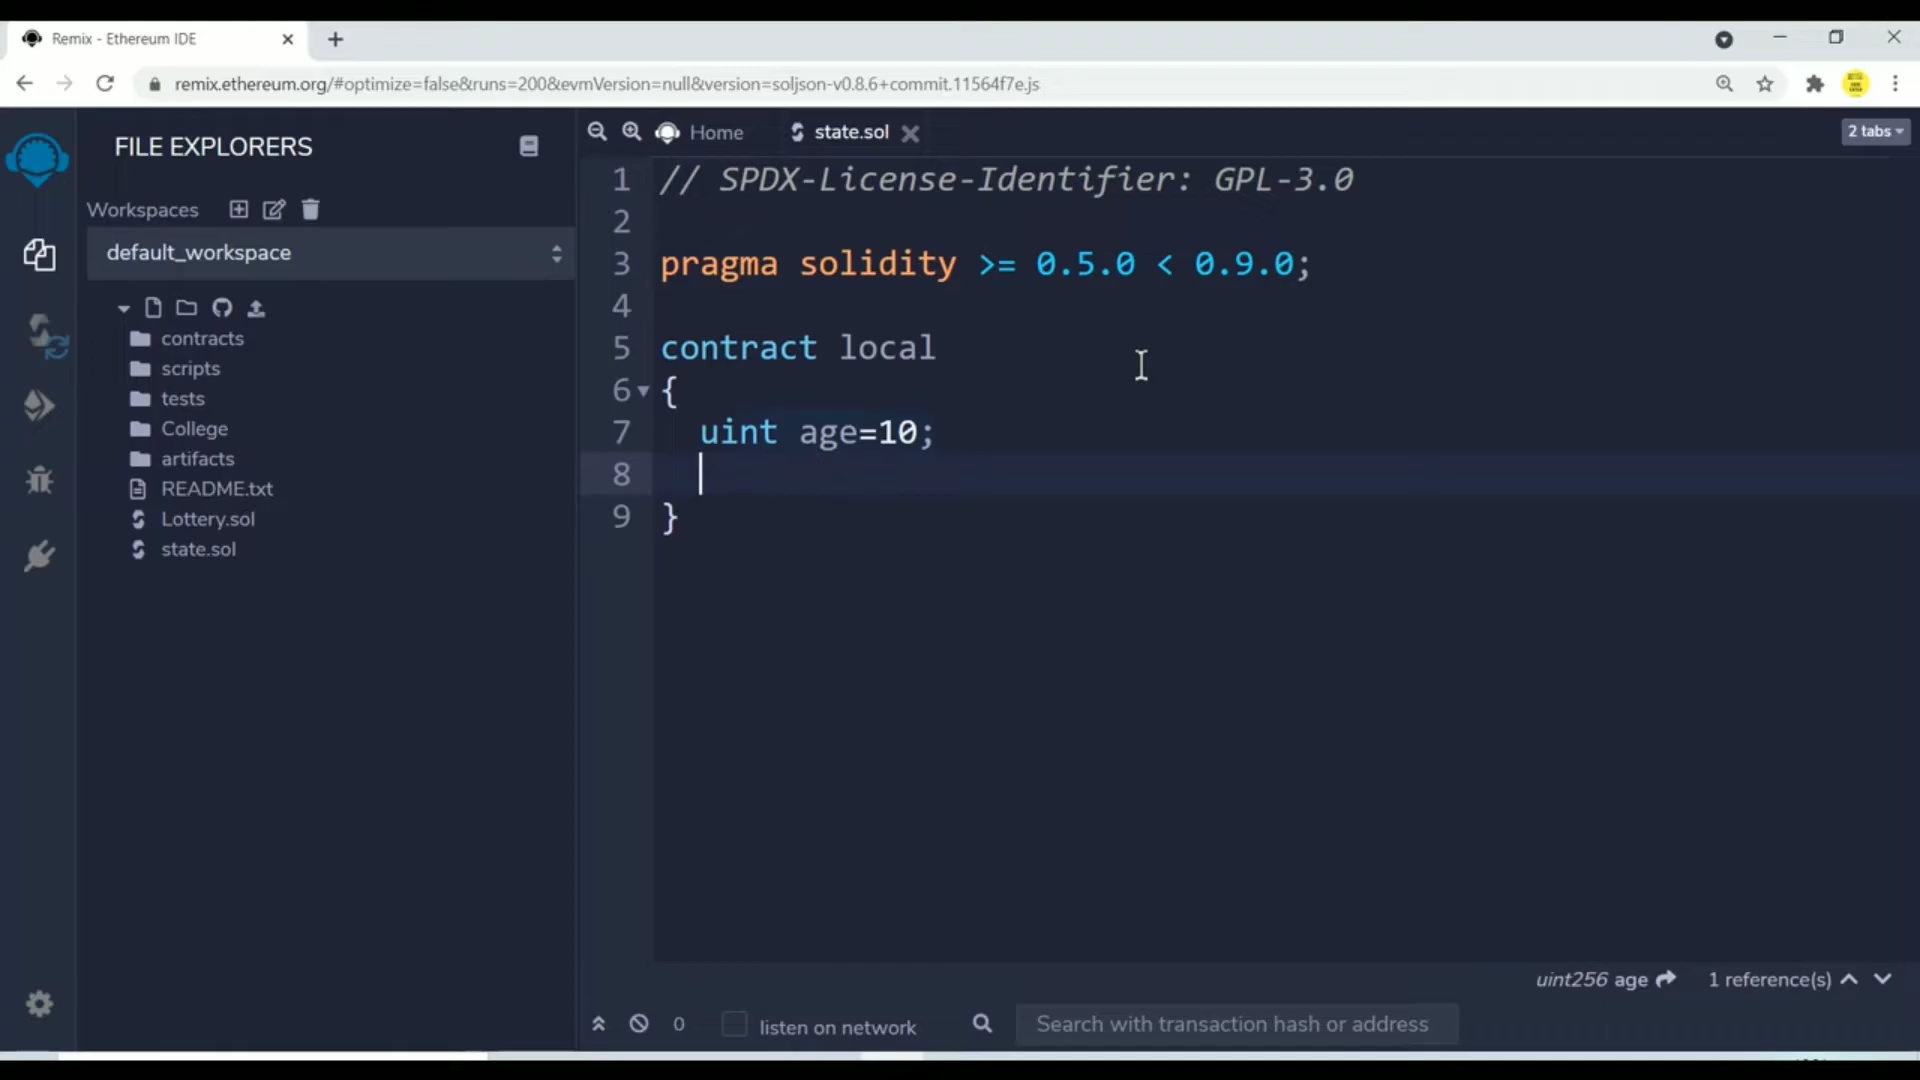 Remix - Ethereum IDE
remix.ethereum.org/#optimize=false&runs=200&evmVersion=null&version=soljson-v0.8.6+commit.11564f7e.js
FILE EXPLORERS
Home
state.sol
2 tabs
Workspaces
default_workspace
contracts
scripts
tests
College
artifacts
README.txt
Lottery.sol
state.sol
1 // SPDX-License-Identifier: GPL-3.0
2
3 pragma solidity >= 0.5.0 < 0.9.0;
4
5 contract local
6 {
7 uint age=10;
8
9 }
uint256 age 1 reference(s)
0 listen on network Search with transaction hash or address